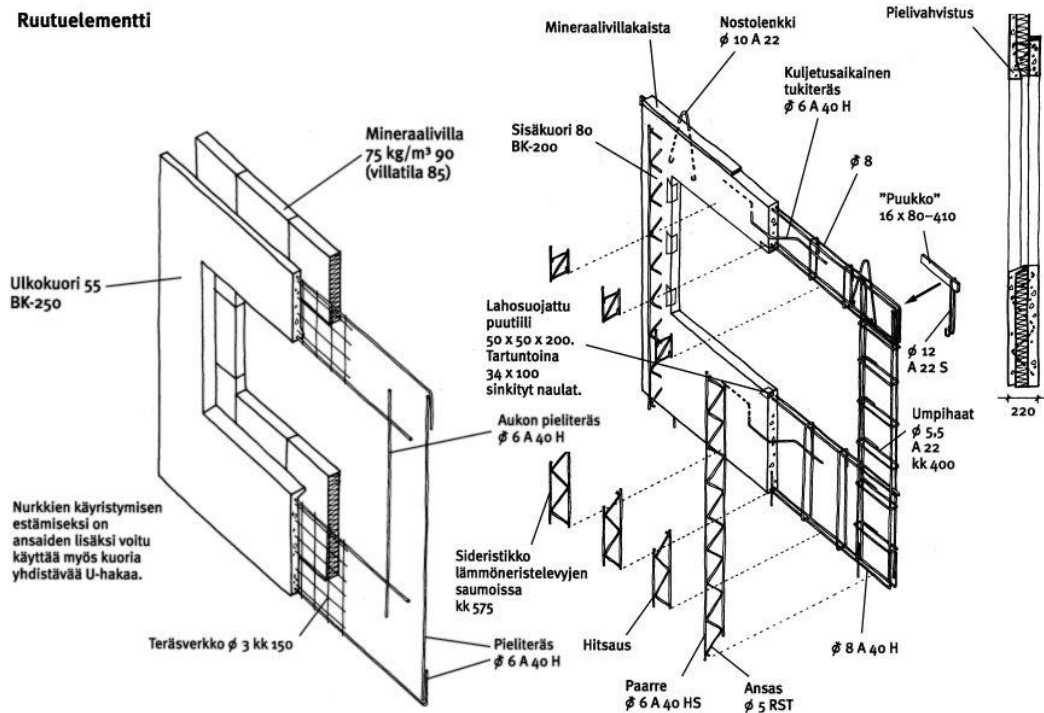 Ruutuelementti
Mineraalivilla
75 kg/m³ 90
(villatila 85)
Ulkokuori 55
BK-250
Aukon pieliteräs
ϕ 6 A 40 H
Nurkkien käyristymisen
estämiseksi on
ansaiden lisäksi voitu
käyttää myös kuoria
yhdistävää U-hakaa.
Teräsverkko ϕ 3 kk 150
Pieliteräs
ϕ 6 A 40 H
Mineraalivillakaista
Nostolenkki
ϕ 10 A 22
Kuljetusaikainen
tukiteräs
ϕ 6 A 40 H
Sisäkuori 80
BK-200
ϕ 8
"Puukko"
16 x 80–410
Pielivahvistus
Lahosuojattu
puutiili
50 x 50 x 200.
Tartuntoina
34 x 100
sinkityt naulat.
ϕ 12
A 22 S
220
Umpihaat
ϕ 5,5
A 22
kk 400
Sideristikko
lämmöneristelevyjen
saumoissa
kk 575
Hitsaus
ϕ 8 A 40 H
Paarre
ϕ 6 A 40 HS
Ansas
ϕ 5 RST